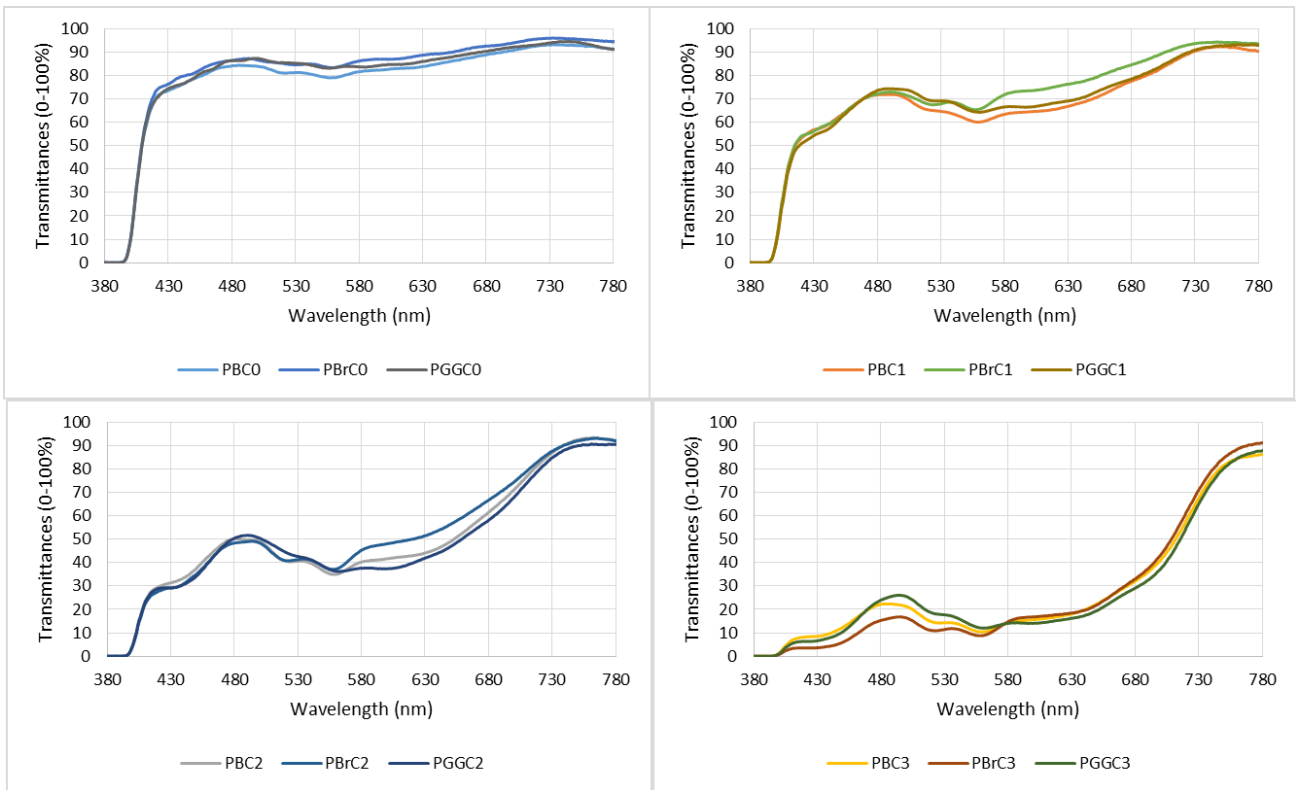 Transmittances (0-100%)
100
90
80
70
60
50
40
30
20
10
0
380 430 480 530 580 630 680 730 780
Wavelength (nm)
PBC0 PBrC0 PGGC0
Transmittances (0-100%)
100
90
80
70
60
50
40
30
20
10
0
380 430 480 530 580 630 680 730 780
Wavelength (nm)
PBC1 PBrC1 PGGC1
Transmittances (0-100%)
100
90
80
70
60
50
40
30
20
10
0
380 430 480 530 580 630 680 730 780
Wavelength (nm)
PBC2 PBrC2 PGGC2
Transmittances (0-100%)
100
90
80
70
60
50
40
30
20
10
0
380 430 480 530 580 630 680 730 780
Wavelength (nm)
PBC3 PBrC3 PGGC3